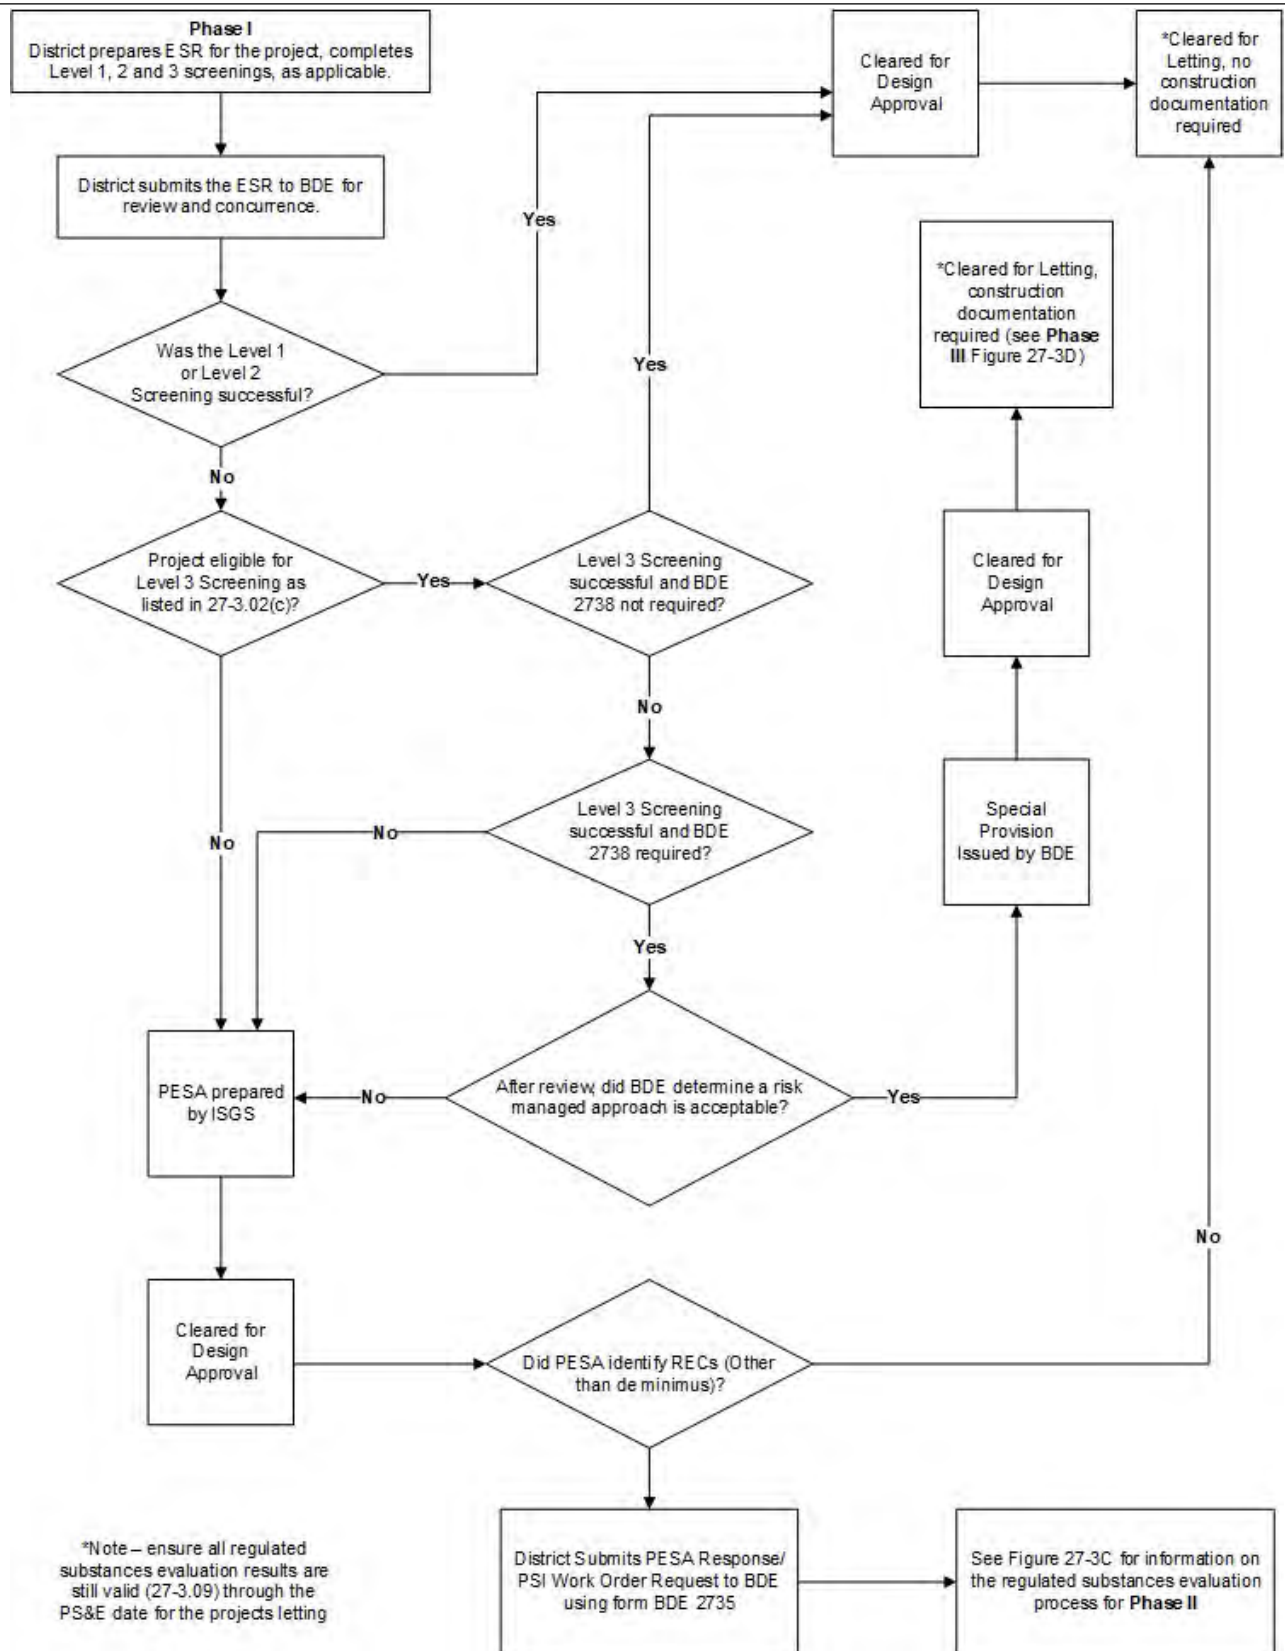 Phase I
District prepares ESR for the project, completes
Level 1, 2 and 3 screenings, as applicable.
Cleared for
Design
Approval
*Cleared for
Letting, no
construction
documentation
required
District submits the ESR to BDE for
review and concurrence.
Yes
*Cleared for Letting,
construction
documentation
required (see Phase
III Figure 27-3D)
Was the Level 1
or Level 2
Screening successful?
Yes
No
Project eligible for
Level 3 Screening as
listed in 27-3.02(c)?
Yes
Level 3 Screening
successful and BDE
2738 not required?
Cleared for
Design
Approval
No
No
Level 3 Screening
successful and BDE
2738 required?
No
Special
Provision
Issued by BDE
Yes
PESA prepared
by ISGS
No
After review, did BDE determine a risk
managed approach is acceptable?
Yes
No
Cleared for
Design
Approval
Did PESA identify RECs (Other
than de minimus)?
*Note – ensure all regulated
substances evaluation results are
still valid (27-3.09) through the
PS&E date for the projects letting
District Submits PESA Response/
PSI Work Order Request to BDE
using form BDE 2735
See Figure 27-3C for information on
the regulated substances evaluation
process for Phase II